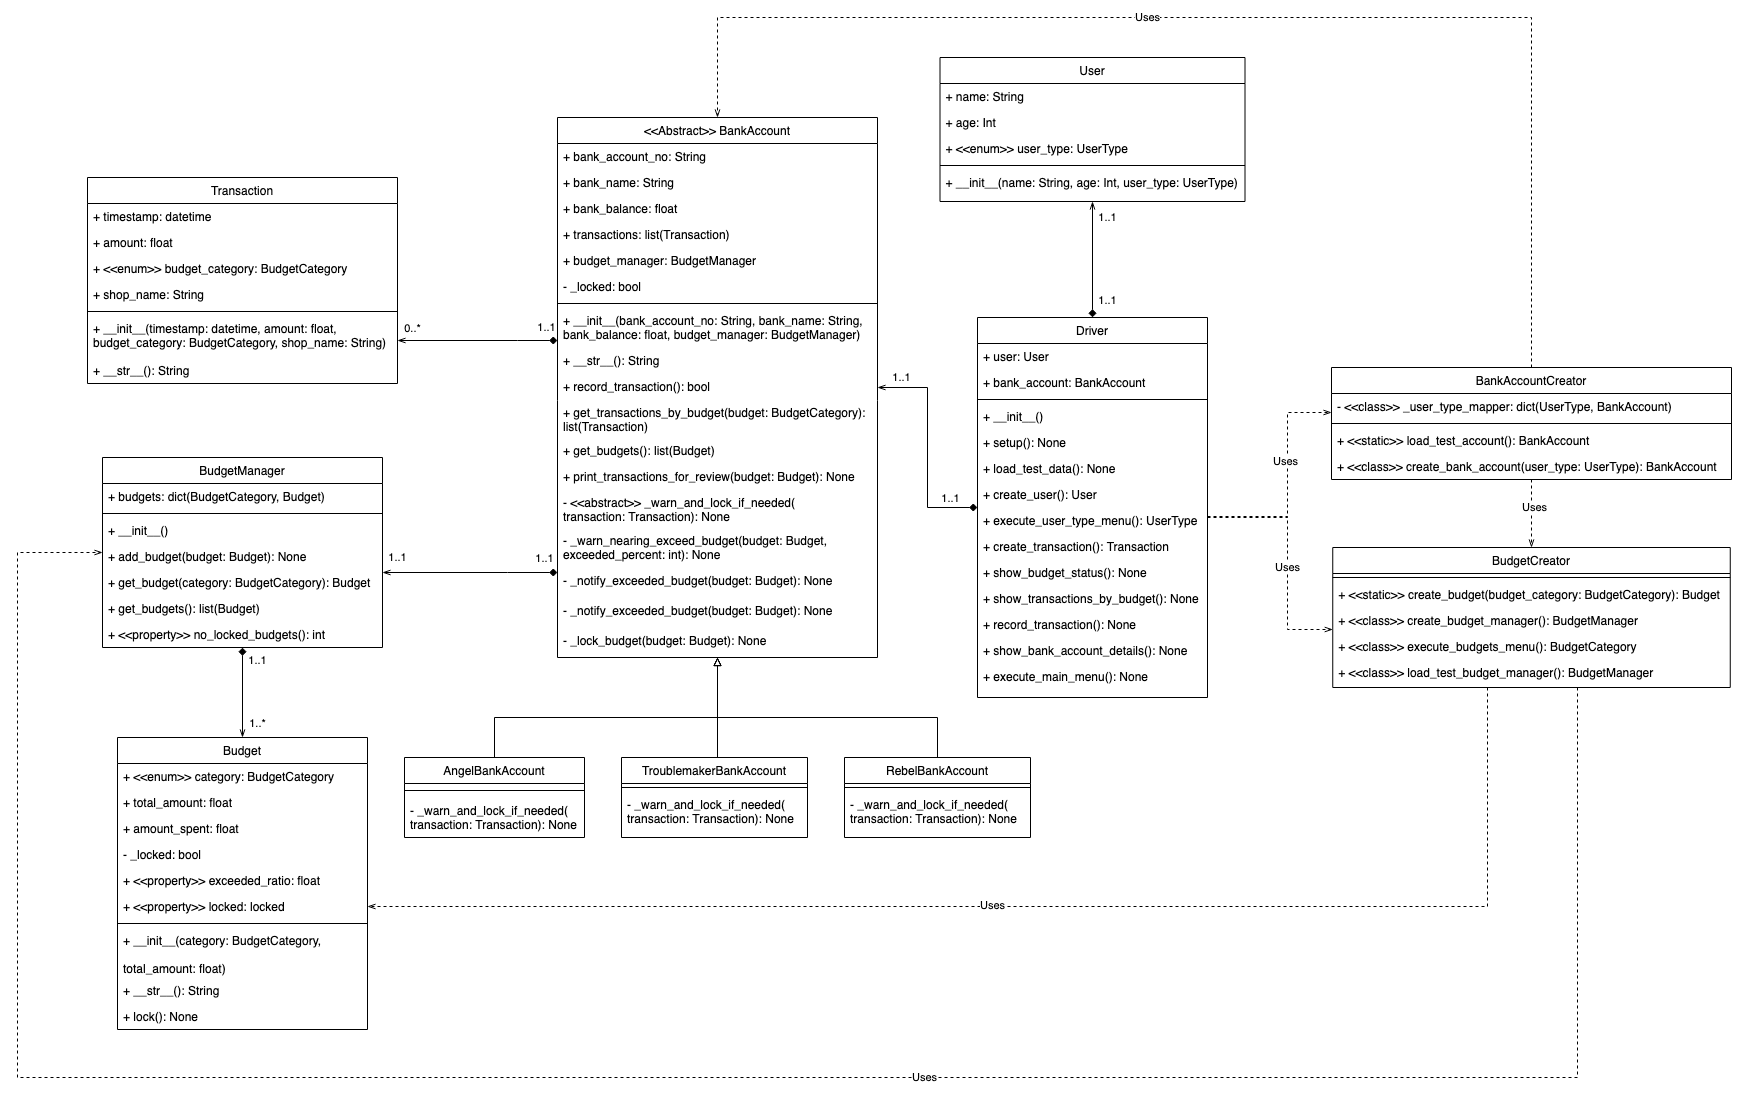 Uses
User
+ name: String
+ age: Int
+ <<enum>> user_type: UserType
+ __init__(name: String, age: Int, user_type: UserType)
1..1
1..1
<<Abstract>> BankAccount
+ bank_account_no: String
+ bank_name: String
+ bank_balance: float
+ transactions: list(Transaction)
+ budget_manager: BudgetManager
- _locked: bool
+ __init__(bank_account_no: String, bank_name: String,
bank_balance: float, budget_manager: BudgetManager)
+ __str__(): String
+ record_transaction(): bool
+ get_transactions_by_budget(budget: BudgetCategory):
list(Transaction)
+ get_budgets(): list(Budget)
+ print_transactions_for_review(budget: Budget): None
- <<abstract>> _warn_and_lock_if_needed(
transaction: Transaction): None
- _warn_nearing_exceed_budget(budget: Budget,
exceeded_percent: int): None
- _notify_exceeded_budget(budget: Budget): None
- _notify_exceeded_budget(budget: Budget): None
- _lock_budget(budget: Budget): None
Transaction
+ timestamp: datetime
+ amount: float
+ <<enum>> budget_category: BudgetCategory
+ shop_name: String
+ __init__(timestamp: datetime, amount: float,
budget_category: BudgetCategory, shop_name: String)
+ __str__(): String
0..*
1..1
Driver
+ user: User
+ bank_account: BankAccount
+ __init__()
+ setup(): None
+ load_test_data(): None
+ create_user(): User
+ execute_user_type_menu(): UserType
+ create_transaction(): Transaction
+ show_budget_status(): None
+ show_transactions_by_budget(): None
+ record_transaction(): None
+ show_bank_account_details(): None
+ execute_main_menu(): None
1..1
1..1
BankAccountCreator
- <<class>> _user_type_mapper: dict(UserType, BankAccount)
+ <<static>> load_test_account(): BankAccount
+ <<class>> create_bank_account(user_type: UserType): BankAccount
Uses
Uses
Uses
BudgetCreator
+ <<static>> create_budget(budget_category: BudgetCategory): Budget
+ <<class>> create_budget_manager(): BudgetManager
+ <<class>> execute_budgets_menu(): BudgetCategory
+ <<class>> load_test_budget_manager(): BudgetManager
BudgetManager
+ budgets: dict(BudgetCategory, Budget)
+ __init__()
+ add_budget(budget: Budget): None
+ get_budget(category: BudgetCategory): Budget
+ get_budgets(): list(Budget)
+ <<property>> no_locked_budgets(): int
1..1
1..1
1..1
1..*
Budget
+ <<enum>> category: BudgetCategory
+ total_amount: float
+ amount_spent: float
- _locked: bool
+ <<property>> exceeded_ratio: float
+ <<property>> locked: locked
+ __init__(category: BudgetCategory,
total_amount: float)
+ __str__(): String
+ lock(): None
AngelBankAccount
- _warn_and_lock_if_needed(
transaction: Transaction): None
TroublemakerBankAccount
- _warn_and_lock_if_needed(
transaction: Transaction): None
RebelBankAccount
- _warn_and_lock_if_needed(
transaction: Transaction): None
Uses
Uses